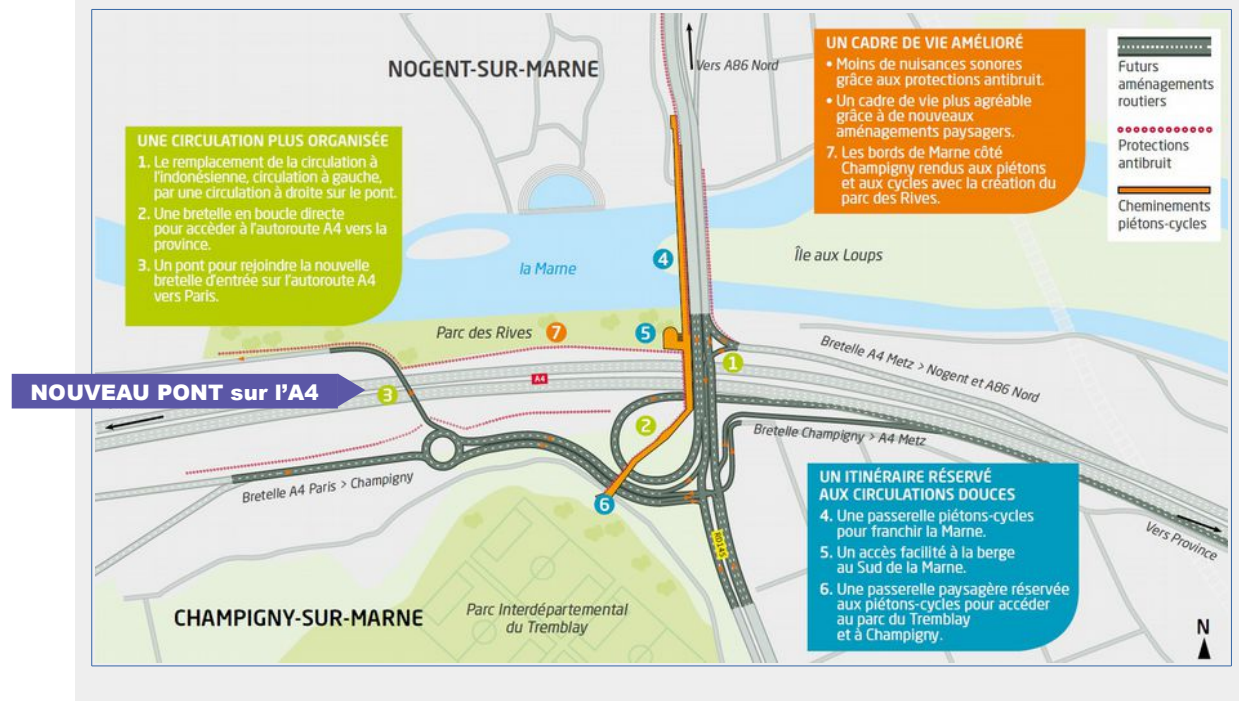 NOGENT-SUR-MARNE
Vers A86 Nord
UN CADRE DE VIE AMÉLIORÉ
• Moins de nuisances sonores
grâce aux protections antibruit.
• Un cadre de vie plus agréable
grâce à de nouveaux
aménagements paysagers.
7. Les bords de Marne côté
Champigny rendus aux piétons
et aux cycles avec la création du
parc des Rives.
Futurs
aménagements
routiers
Protections
antibruit
Cheminements
piétons-cycles
UNE CIRCULATION PLUS ORGANISÉE
1. Le remplacement de la circulation à
l'indonésienne, circulation à gauche,
par une circulation à droite sur le pont.
2. Une bretelle en boucle directe
pour accèder à l'autoroute A4 vers la
province.
3. Un pont pour rejoindre la nouvelle
bretelle d'entrée sur l'autoroute A4
vers Paris.
4
la Marne
Île aux Loups
Parc des Rives
7
5
1
Bretelle A4 Metz > Nogent et A86 Nord
NOUVEAU PONT sur l'A4
3
A4
2
Bretelle Champigny > A4 Metz
Bretelle A4 Paris > Champigny
6
RD145
UN ITINÉRAIRE RÉSERVÉ
AUX CIRCULATIONS DOUCES
4. Une passerelle piétons-cycles
pour franchir la Marne.
5. Un accès facilité à la berge
au Sud de la Marne.
6. Une passerelle paysagère réservée
aux piétons-cycles pour accéder
au parc du Tremblay
et à Champigny.
Vers Province
CHAMPIGNY-SUR-MARNE
Parc Interdépartemental
du Tremblay
N